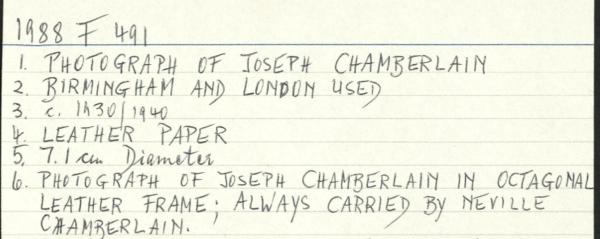 1988 F 491
1. PHOTOGRAPH OF JOSEPH CHAMBERLAIN
2. BIRMINGHAM AND LONDON USED
3. c. 1930/1940
4. LEATHER PAPER
5. 7.1 cm Diameter
6. PHOTOGRAPH OF JOSEPH CHAMBERLAIN IN OCTAGONAL
LEATHER FRAME; ALWAYS CARRIED BY NEVILLE
CHAMBERLAIN.